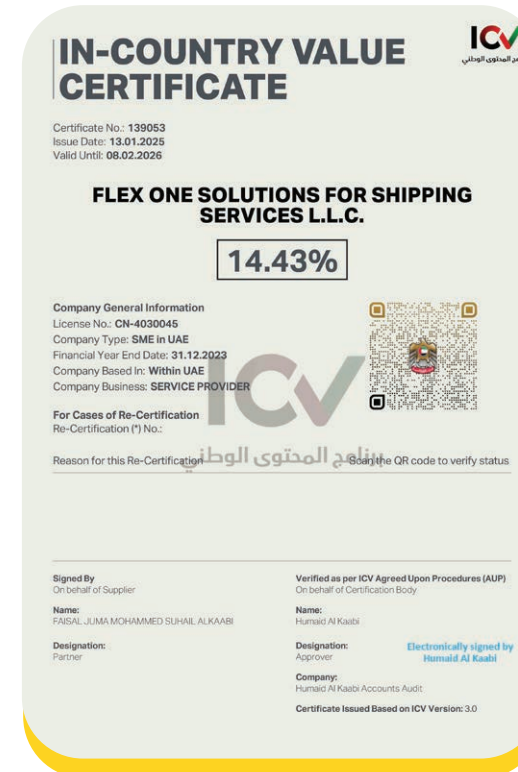 IN-COUNTRY VALUE
CERTIFICATE
ICV
Certificate No.: 139053
Issue Date: 13.01.2025
Valid Until: 08.02.2026
FLEX ONE SOLUTIONS FOR SHIPPING
SERVICES L.L.C.
14.43%
Company General Information
License No.: CN-4030045
Company Type: SME in UAE
Financial Year End Date: 31.12.2023
Company Based In: Within UAE
Company Business: SERVICE PROVIDER
ICV
برنامج المحتوى الوطني
For Cases of Re-Certification
Re-Certification (*) No.:
Reason for this Re-Certification
Scan the QR code to verify status
Signed By
On behalf of Supplier
Name:
FAISAL JUMA MOHAMMED SUHAIL ALKAABI
Designation:
Partner
Verified as per ICV Agreed Upon Procedures (AUP)
On behalf of Certification Body
Name:
Humaid Al Kaabi
Designation:
Approver
Electronically signed by
Humaid Al Kaabi
Company:
Humaid Al Kaabi Accounts Audit
Certificate Issued Based on ICV Version: 3.0